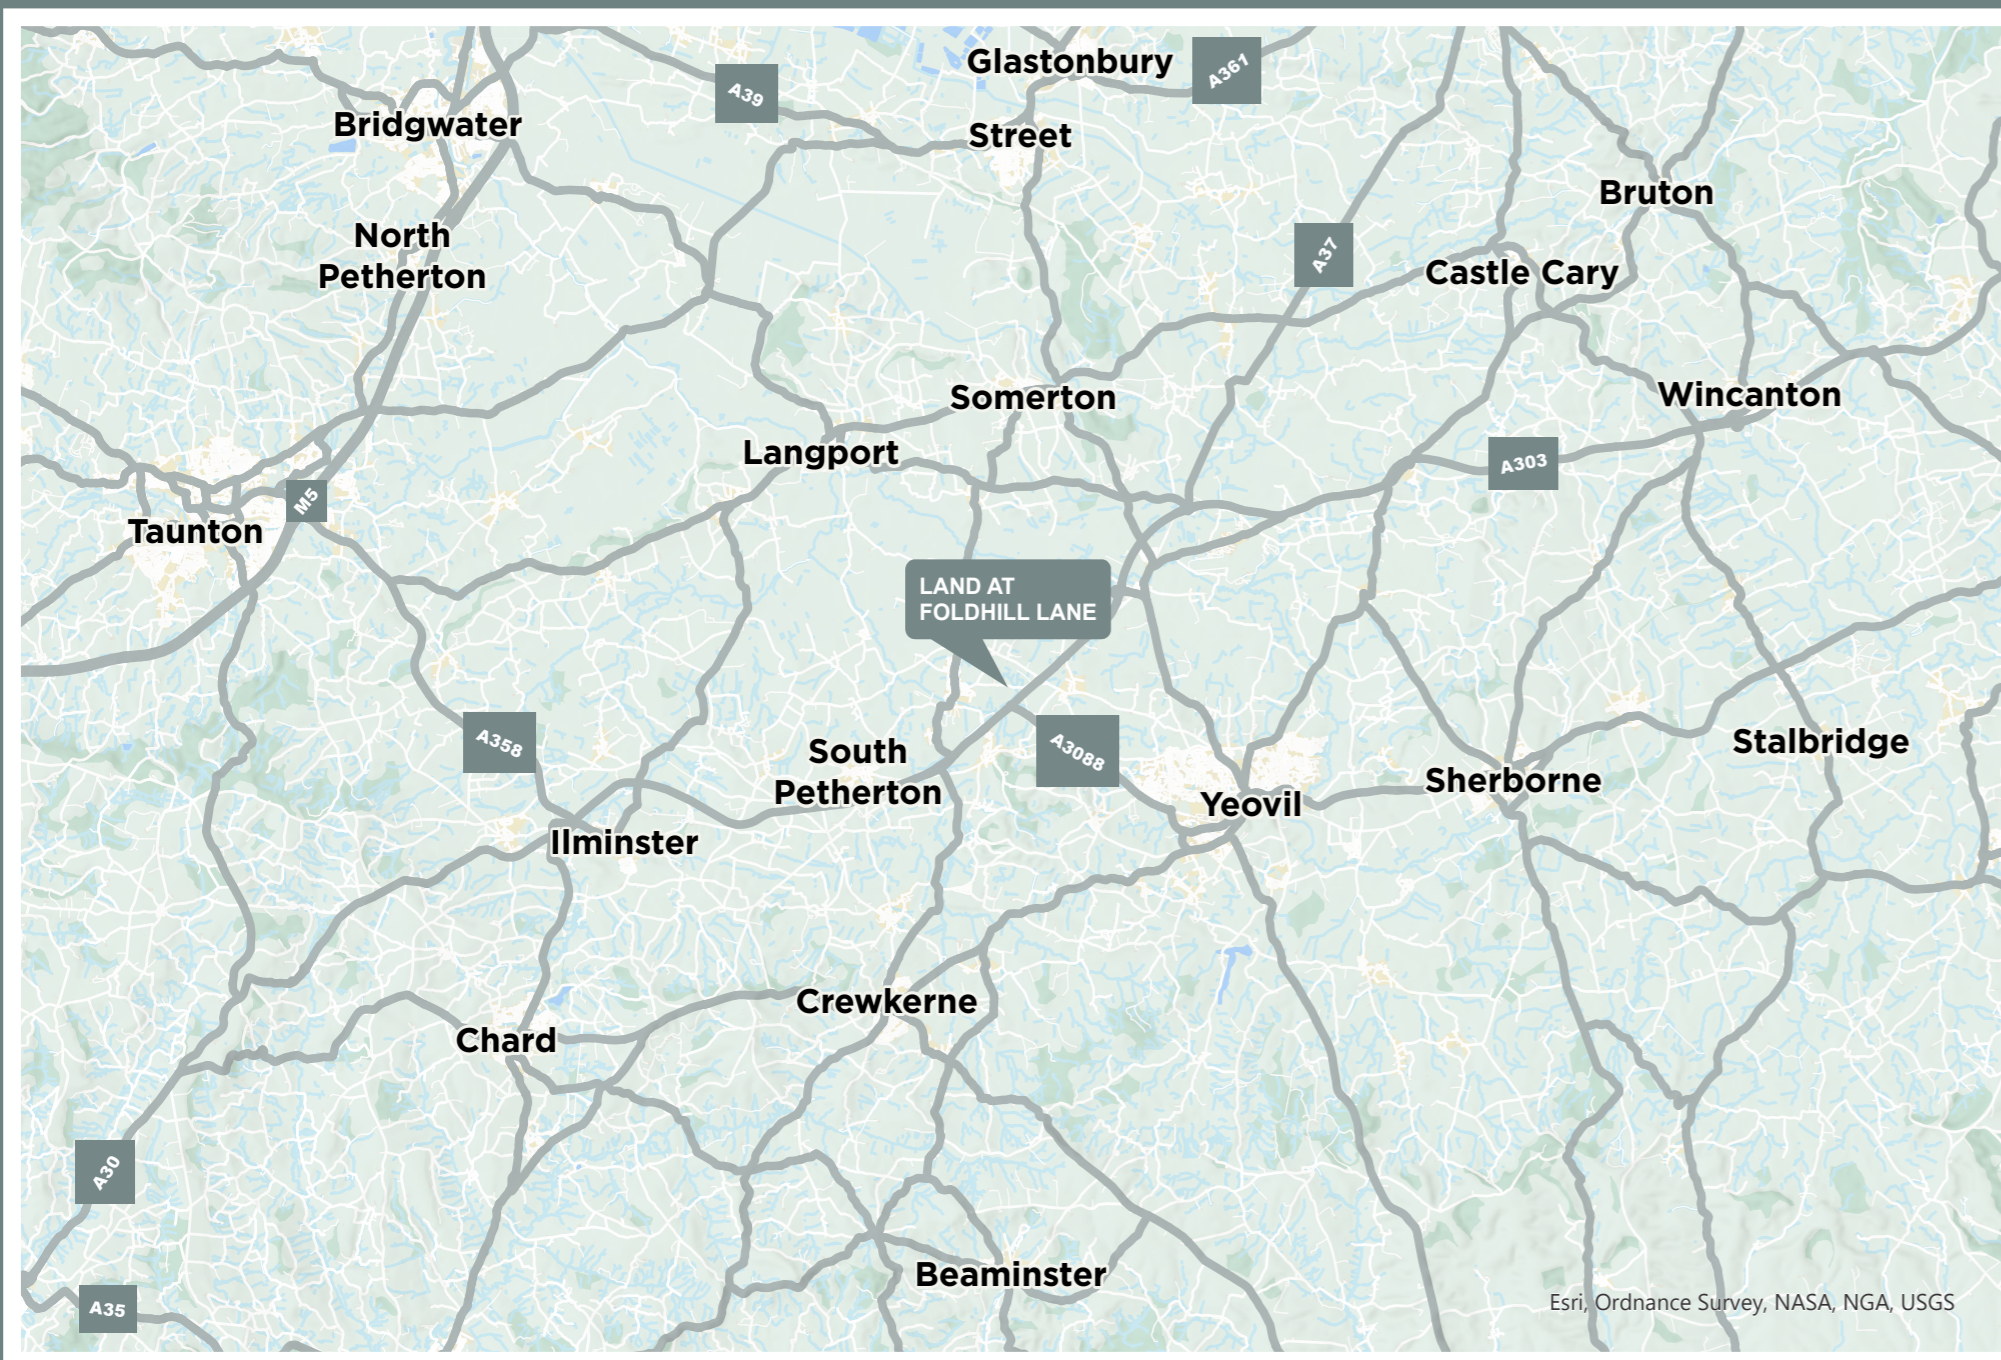 Glastonbury
A361
A39
Bridgwater
Street
Bruton
North
Petherton
A37
Castle Cary
Somerton
Wincanton
Langport
A303
M5
Taunton
LAND AT
FOLDHILL LANE
A358
South
Petherton
A3088
Stalbridge
Sherborne
Yeovil
Ilminster
Crewkerne
Chard
A30
Beaminster
A35
Esri, Ordnance Survey, NASA, NGA, USGS